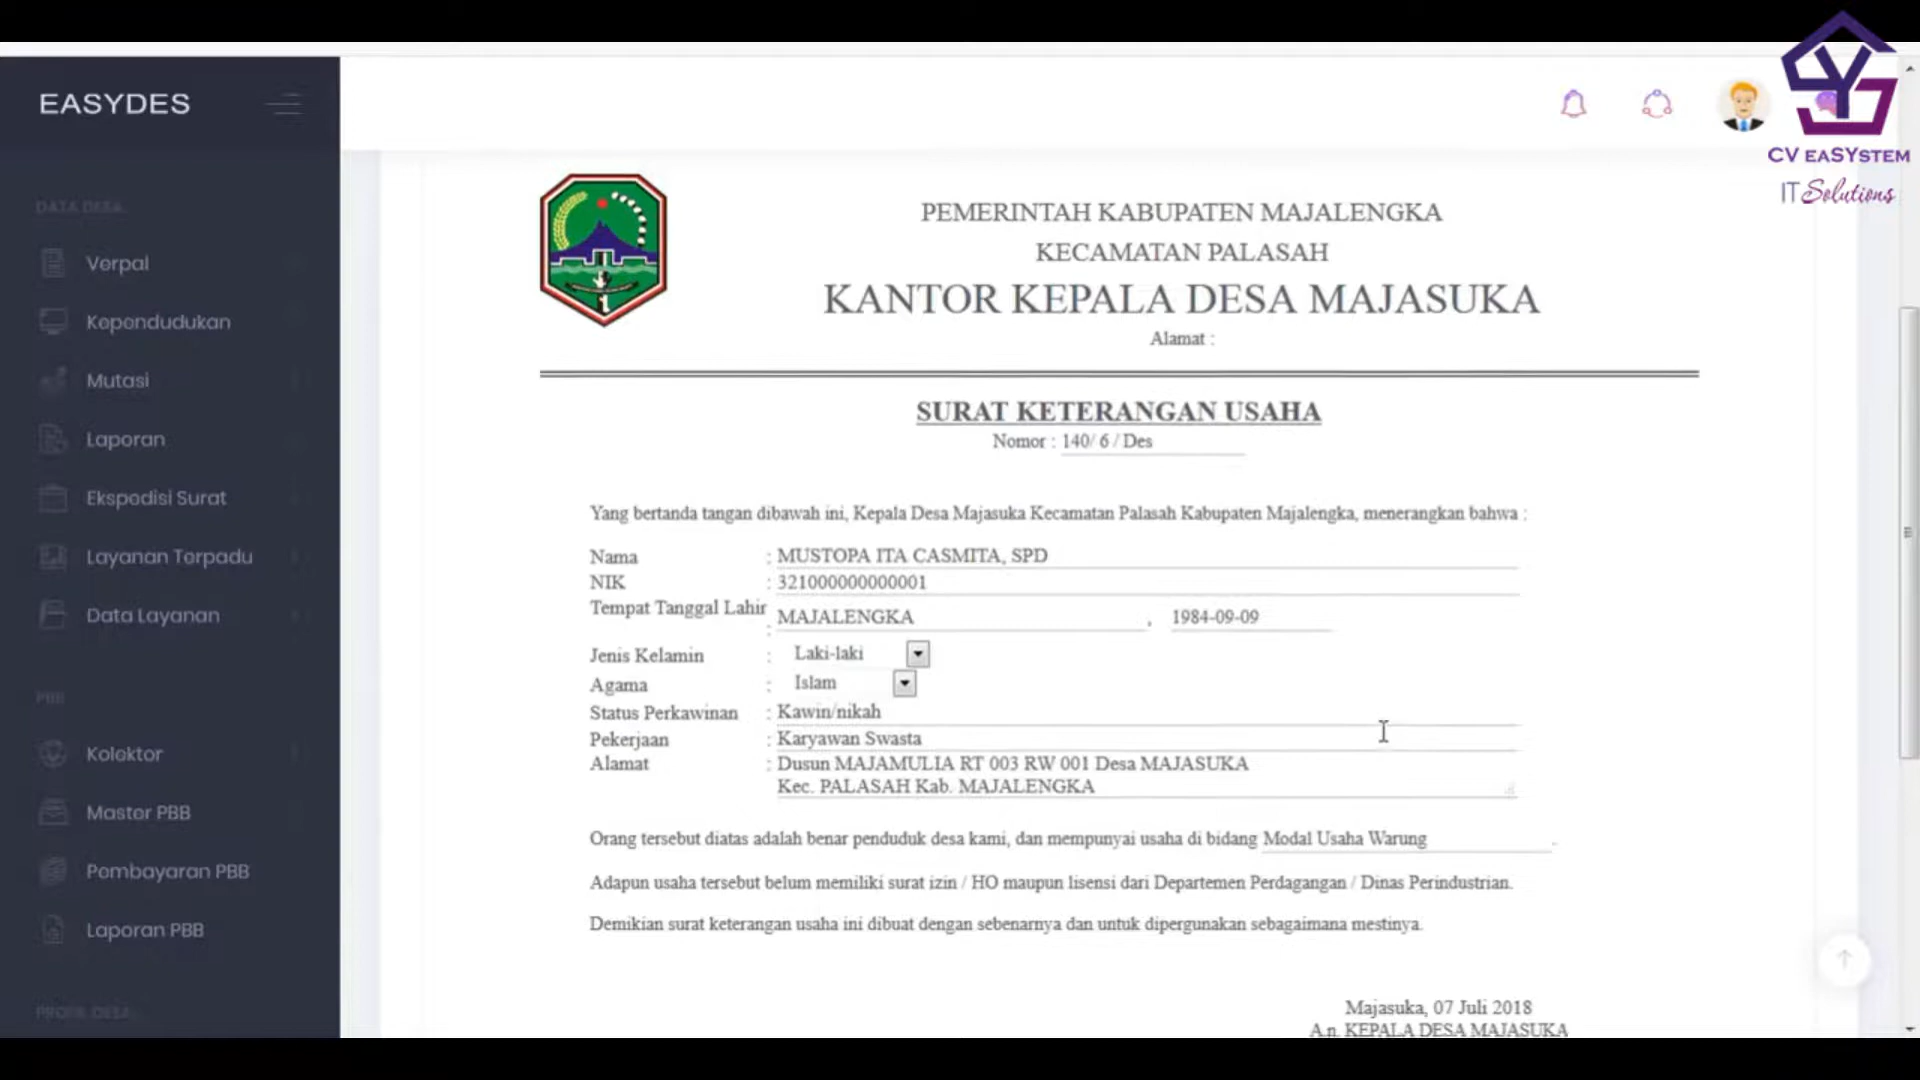 EASYDES
DATA DESA
Verpal
Kependudukan
Mutasi
Laporan
Ekspedisi Surat
Layanan Terpadu
Data Layanan
PBB
Kolektor
Master PBB
Pembayaran PBB
Laporan PBB
PROFIL DESA
CV eaSYstem
IT Solutions
PEMERINTAH KABUPATEN MAJALENGKA
KECAMATAN PALASAH
KANTOR KEPALA DESA MAJASUKA
Alamat :
SURAT KETERANGAN USAHA
Nomor : 140/ 6 / Des
Yang bertanda tangan dibawah ini, Kepala Desa Majasuka Kecamatan Palasah Kabupaten Majalengka, menerangkan bahwa :
Nama : MUSTOPA ITA CASMITA, SPD
NIK : 321000000000001
Tempat Tanggal Lahir : MAJALENGKA , 1984-09-09
Jenis Kelamin : Laki-laki
Agama : Islam
Status Perkawinan : Kawin/nikah
Pekerjaan : Karyawan Swasta
Alamat : Dusun MAJAMULIA RT 003 RW 001 Desa MAJASUKA
Kec. PALASAH Kab. MAJALENGKA
Orang tersebut diatas adalah benar penduduk desa kami, dan mempunyai usaha di bidang Modal Usaha Warung .
Adapun usaha tersebut belum memiliki surat izin / HO maupun lisensi dari Departemen Perdagangan / Dinas Perindustrian.
Demikian surat keterangan usaha ini dibuat dengan sebenarnya dan untuk dipergunakan sebagaimana mestinya.
Majasuka, 07 Juli 2018
A.n. KEPALA DESA MAJASUKA